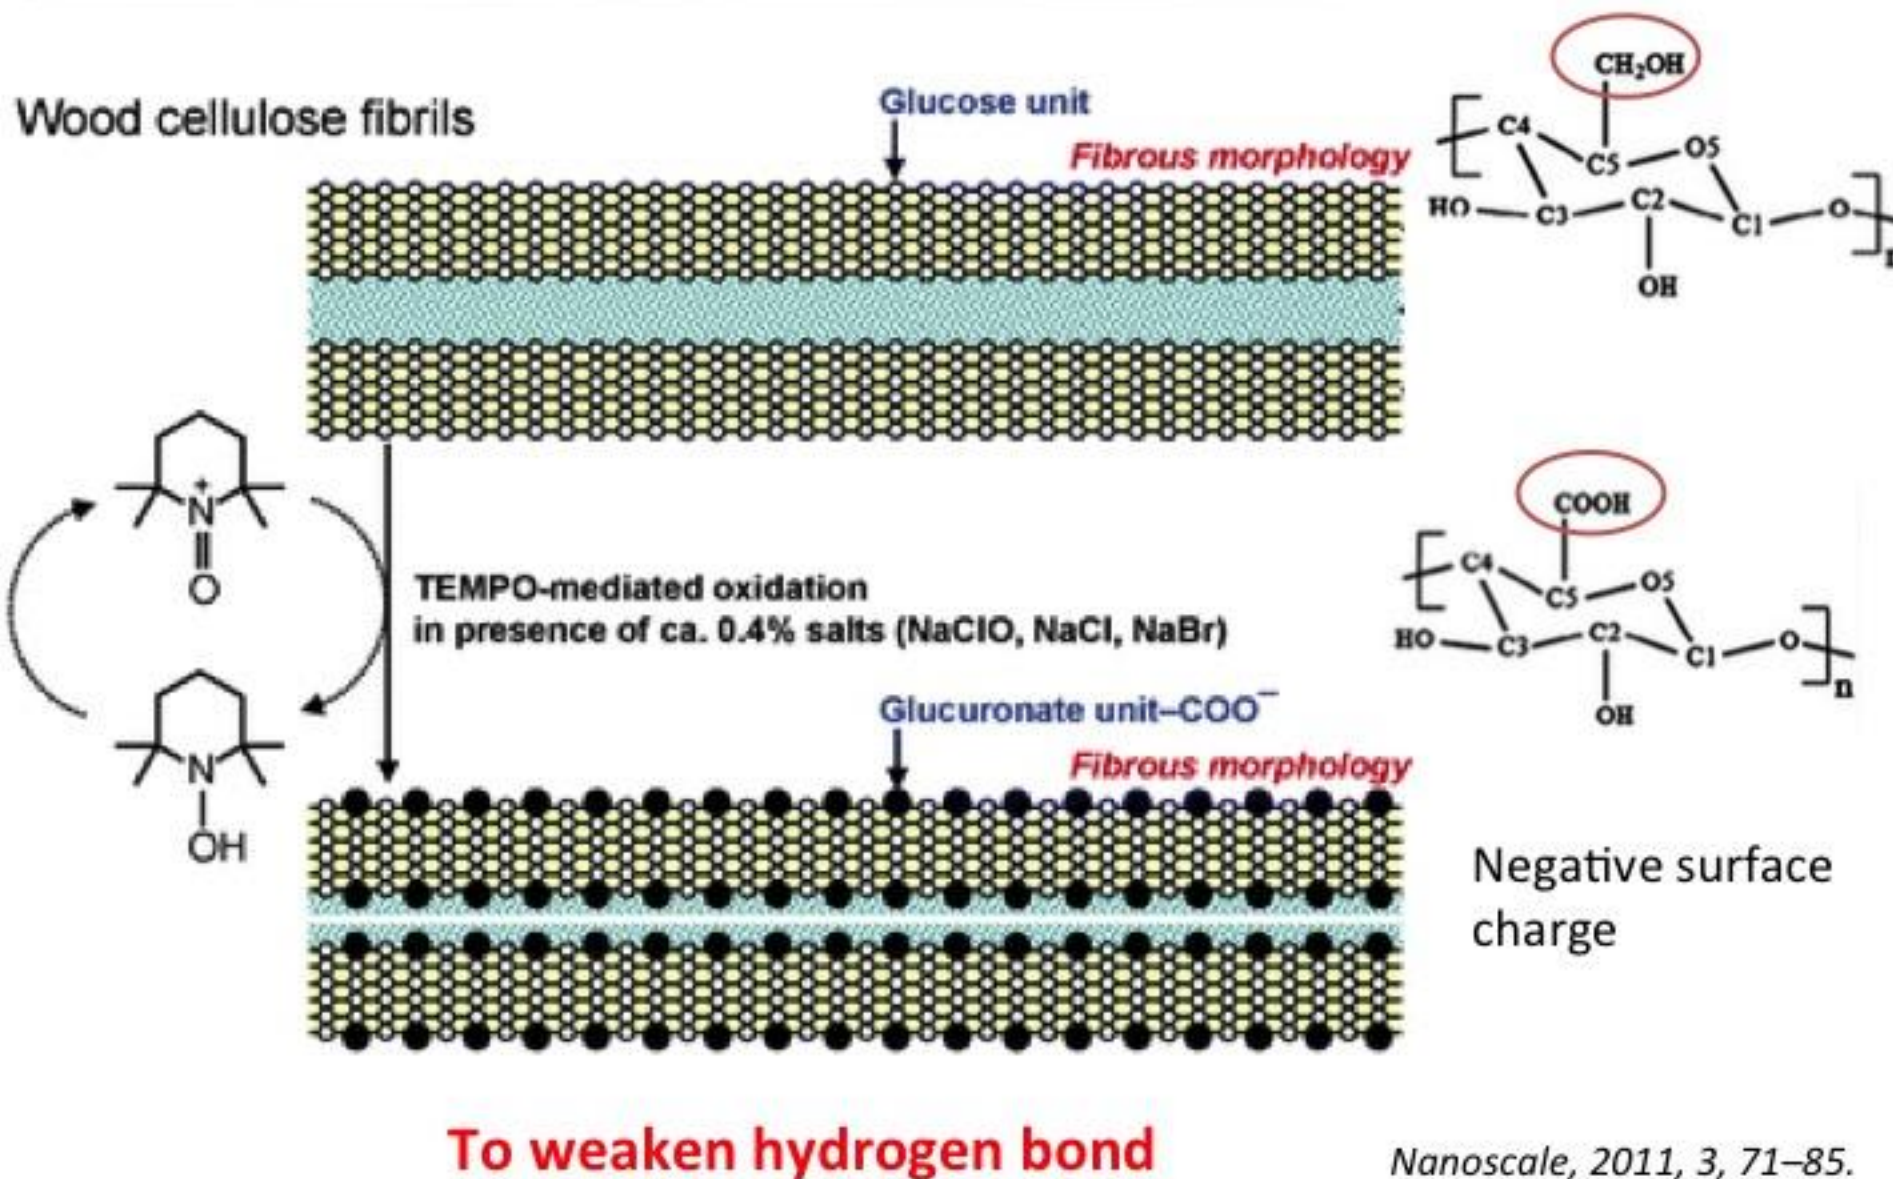 Wood cellulose fibrils
Glucose unit
Fibrous morphology
CH₂OH
C4
O5
C5
HO
C3
C2
C1
O
OH
n
N
+
O
TEMPO-mediated oxidation
in presence of ca. 0.4% salts (NaClO, NaCl, NaBr)
COOH
C4
O5
C5
HO
C3
C2
C1
O
OH
n
N
OH
Glucuronate unit–COO⁻
Fibrous morphology
Negative surface
charge
To weaken hydrogen bond
Nanoscale, 2011, 3, 71–85.